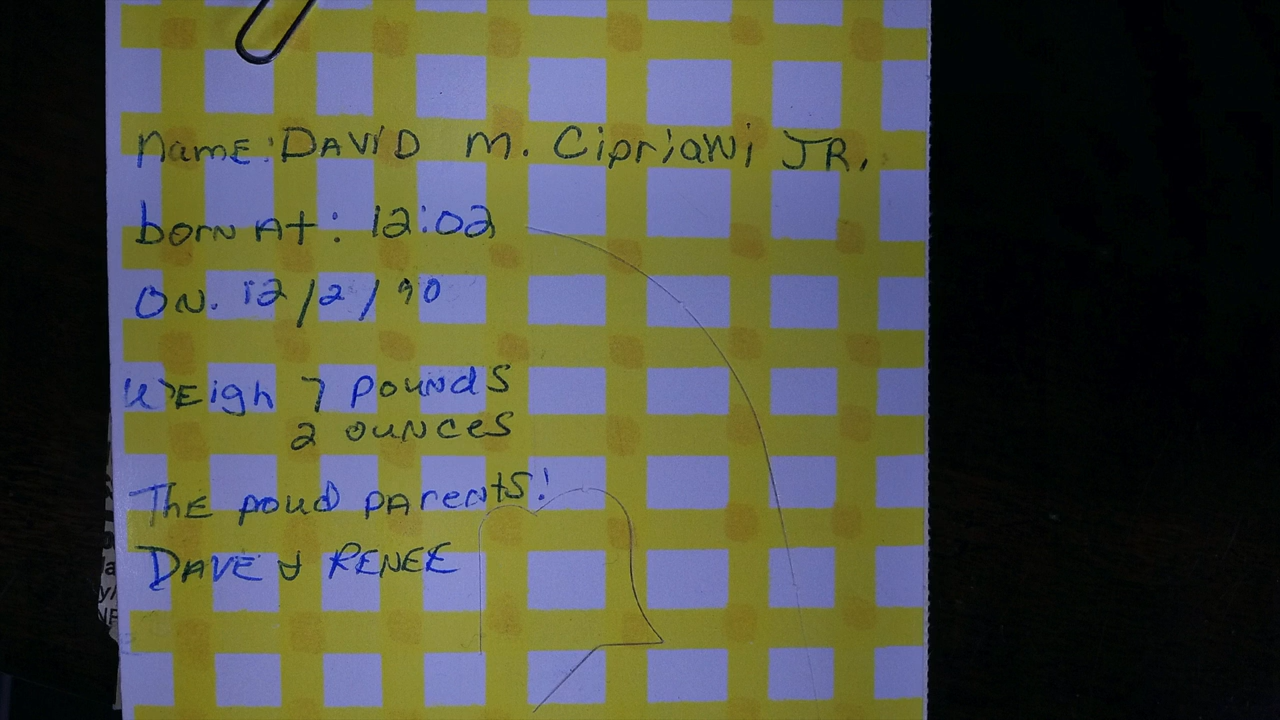 Name: DAVID M. Cipriani JR.
born At: 12:02
ON. 12/2/90
Weigh 7 pounds
2 ounces
The poud parents!
DAVE & RENEE